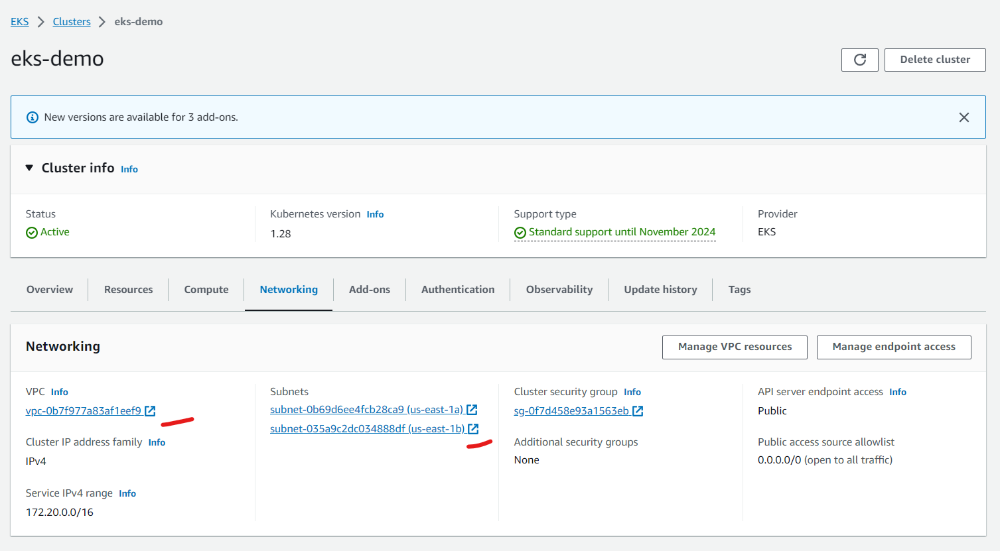 EKS > Clusters > eks-demo
eks-demo
Delete cluster
New versions are available for 3 add-ons.
Cluster info Info
Status
Active
Kubernetes version Info
1.28
Support type
Standard support until November 2024
Provider
EKS
Overview
Resources
Compute
Networking
Add-ons
Authentication
Observability
Update history
Tags
Networking
Manage VPC resources
Manage endpoint access
VPC Info
vpc-0b7f977a83af1eef9
Cluster IP address family Info
IPv4
Service IPv4 range Info
172.20.0.0/16
Subnets
subnet-0b69d6ee4fcb28ca9 (us-east-1a)
subnet-035a9c2dc034888df (us-east-1b)
Cluster security group Info
sg-0f7d458e93a1563eb
Additional security groups
None
API server endpoint access Info
Public
Public access source allowlist
0.0.0.0/0 (open to all traffic)